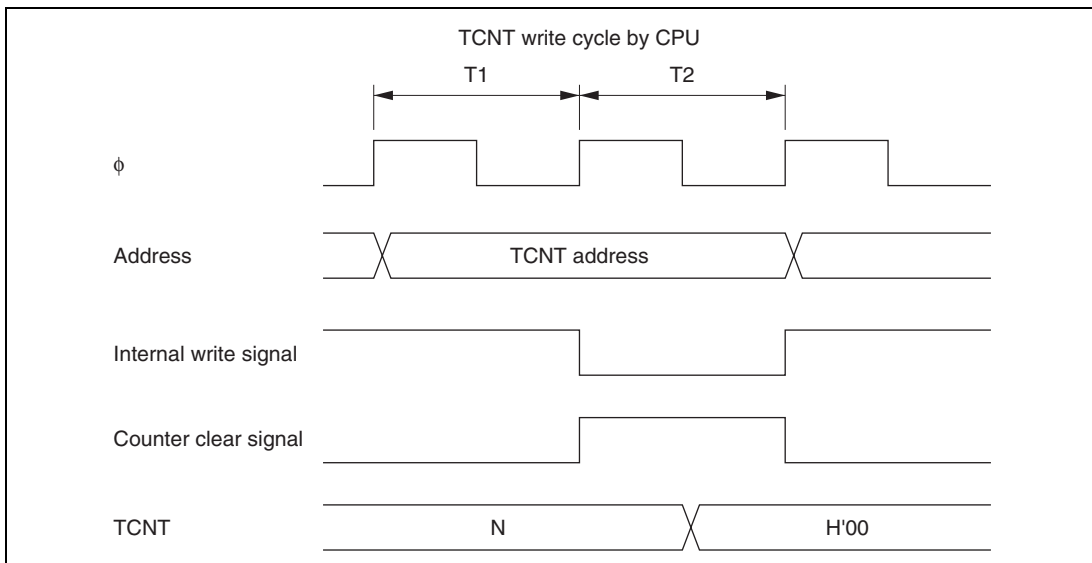 TCNT write cycle by CPU
T1 T2
ϕ
Address TCNT address
Internal write signal
Counter clear signal
TCNT N H'00